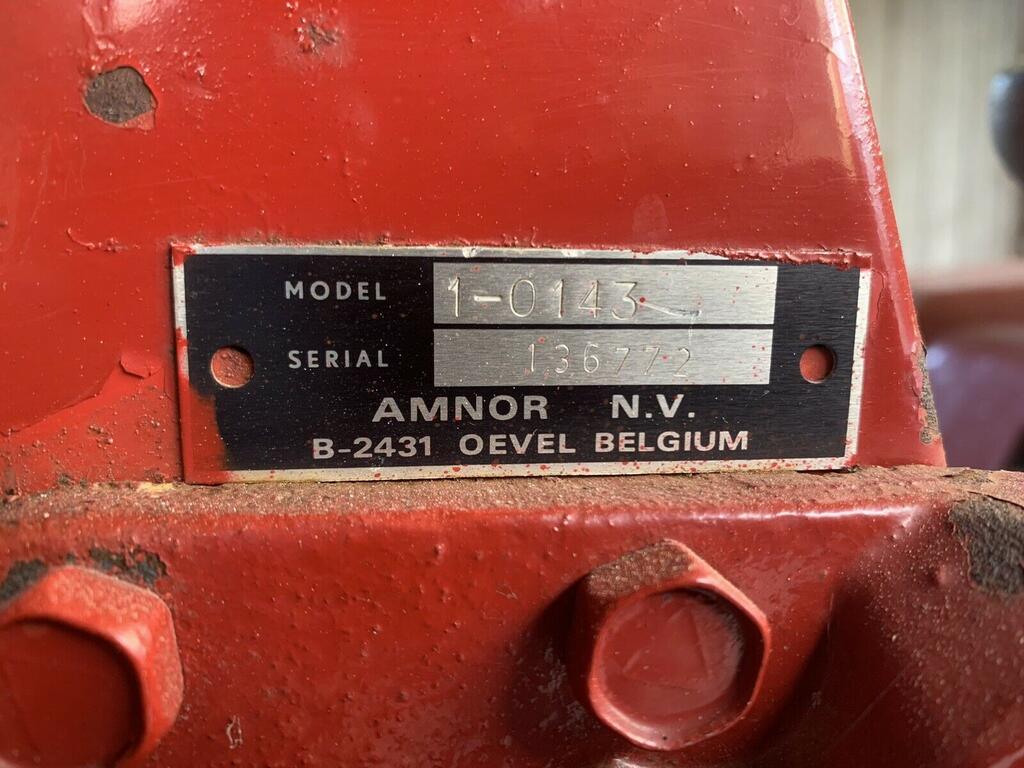 MODEL 1-0143
SERIAL 136772
AMNOR N.V.
B-2431 OEVEL BELGIUM